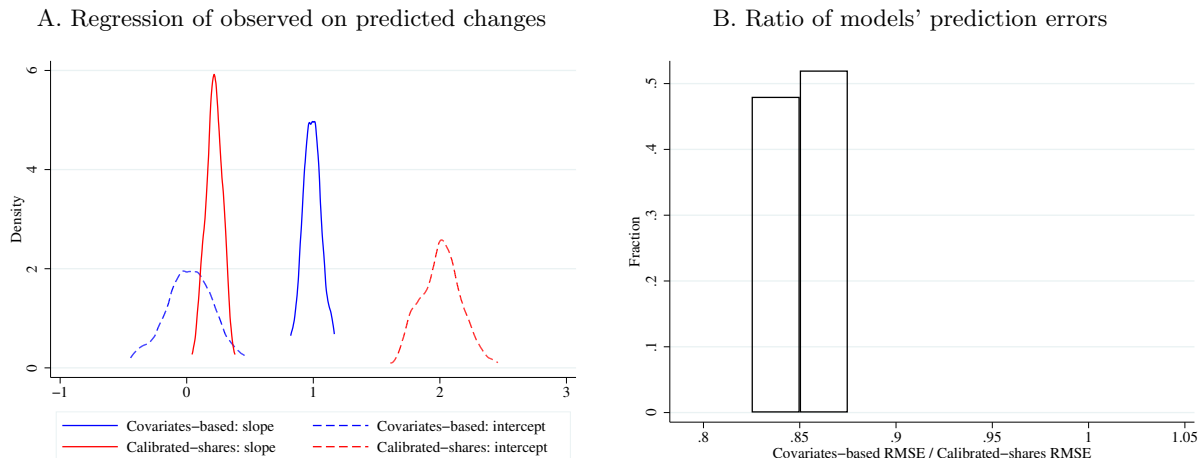 A. Regression of observed on predicted changes
Density
6
4
2
0
−1
0
1
2
3
Covariates−based: slope
Covariates−based: intercept
Calibrated−shares: slope
Calibrated−shares: intercept
B. Ratio of models’ prediction errors
Fraction
.5
.4
.3
.2
.1
0
.8
.85
.9
.95
1
1.05
Covariates−based RMSE / Calibrated−shares RMSE